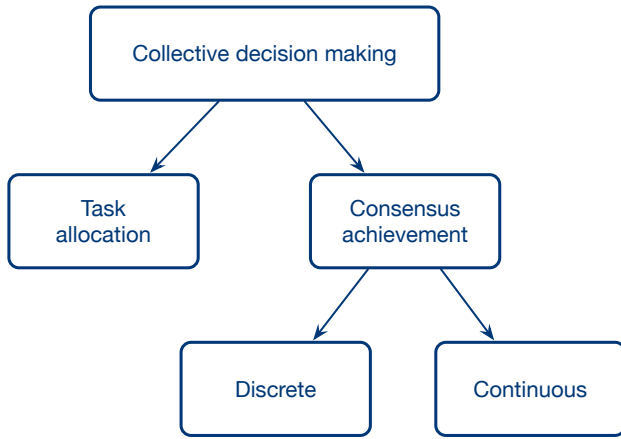 Collective decision making
Task
allocation
Consensus
achievement
Discrete
Continuous